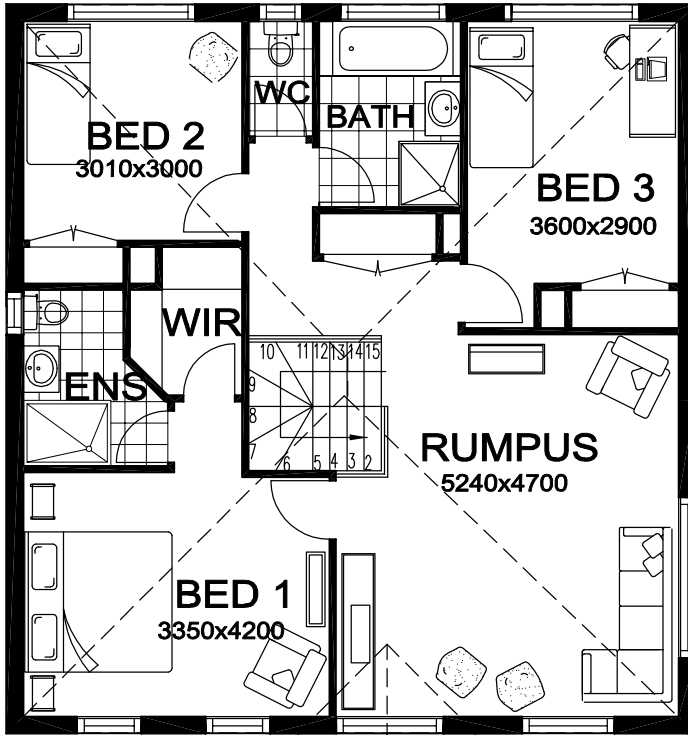 WC
BATH
BED 2
3010x3000
BED 3
3600x2900
WIR
10 11 12 13 14 15
9
ENS
8
7
6 5 4 3 2
RUMPUS
5240x4700
BED 1
3350x4200